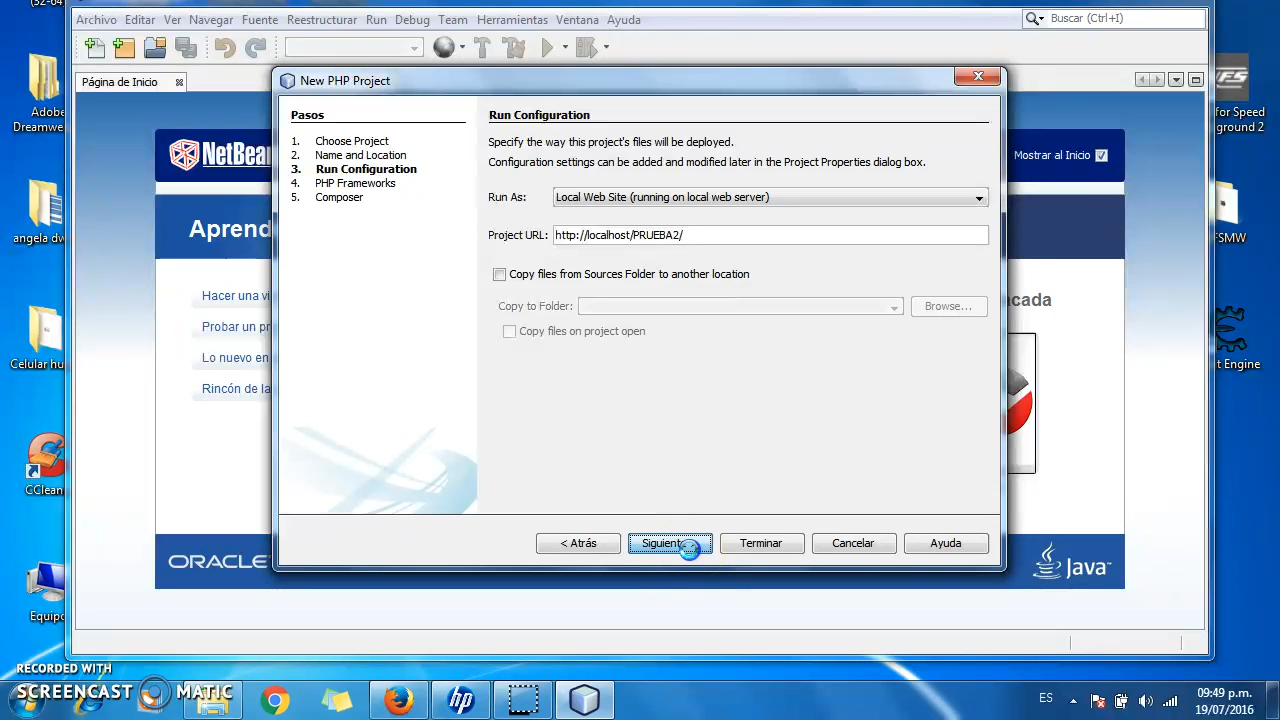 (32-64
Archivo Editar Ver Navegar Fuente Reestructurar Run Debug Team Herramientas Ventana Ayuda
Buscar (Ctrl+I)
Página de Inicio
New PHP Project
Adobe
Dreamwe
angela dw
Celular hu
CClean
Equipo
for Speed
ground 2
FSMW
t Engine
NetBea
Mostrar al Inicio
Aprend
Hacer una vi
Probar un pr
Lo nuevo en
Rincón de la
acada
Pasos
1. Choose Project
2. Name and Location
3. Run Configuration
4. PHP Frameworks
5. Composer
Run Configuration
Specify the way this project's files will be deployed.
Configuration settings can be added and modified later in the Project Properties dialog box.
Run As: Local Web Site (running on local web server)
Project URL: http://localhost/PRUEBA2/
Copy files from Sources Folder to another location
Copy to Folder: Browse...
Copy files on project open
< Atrás Siguient Terminar Cancelar Ayuda
ORACLE
Java
RECORDED WITH
SCREENCAST MATIC
hp
ES
09:49 p.m.
19/07/2016